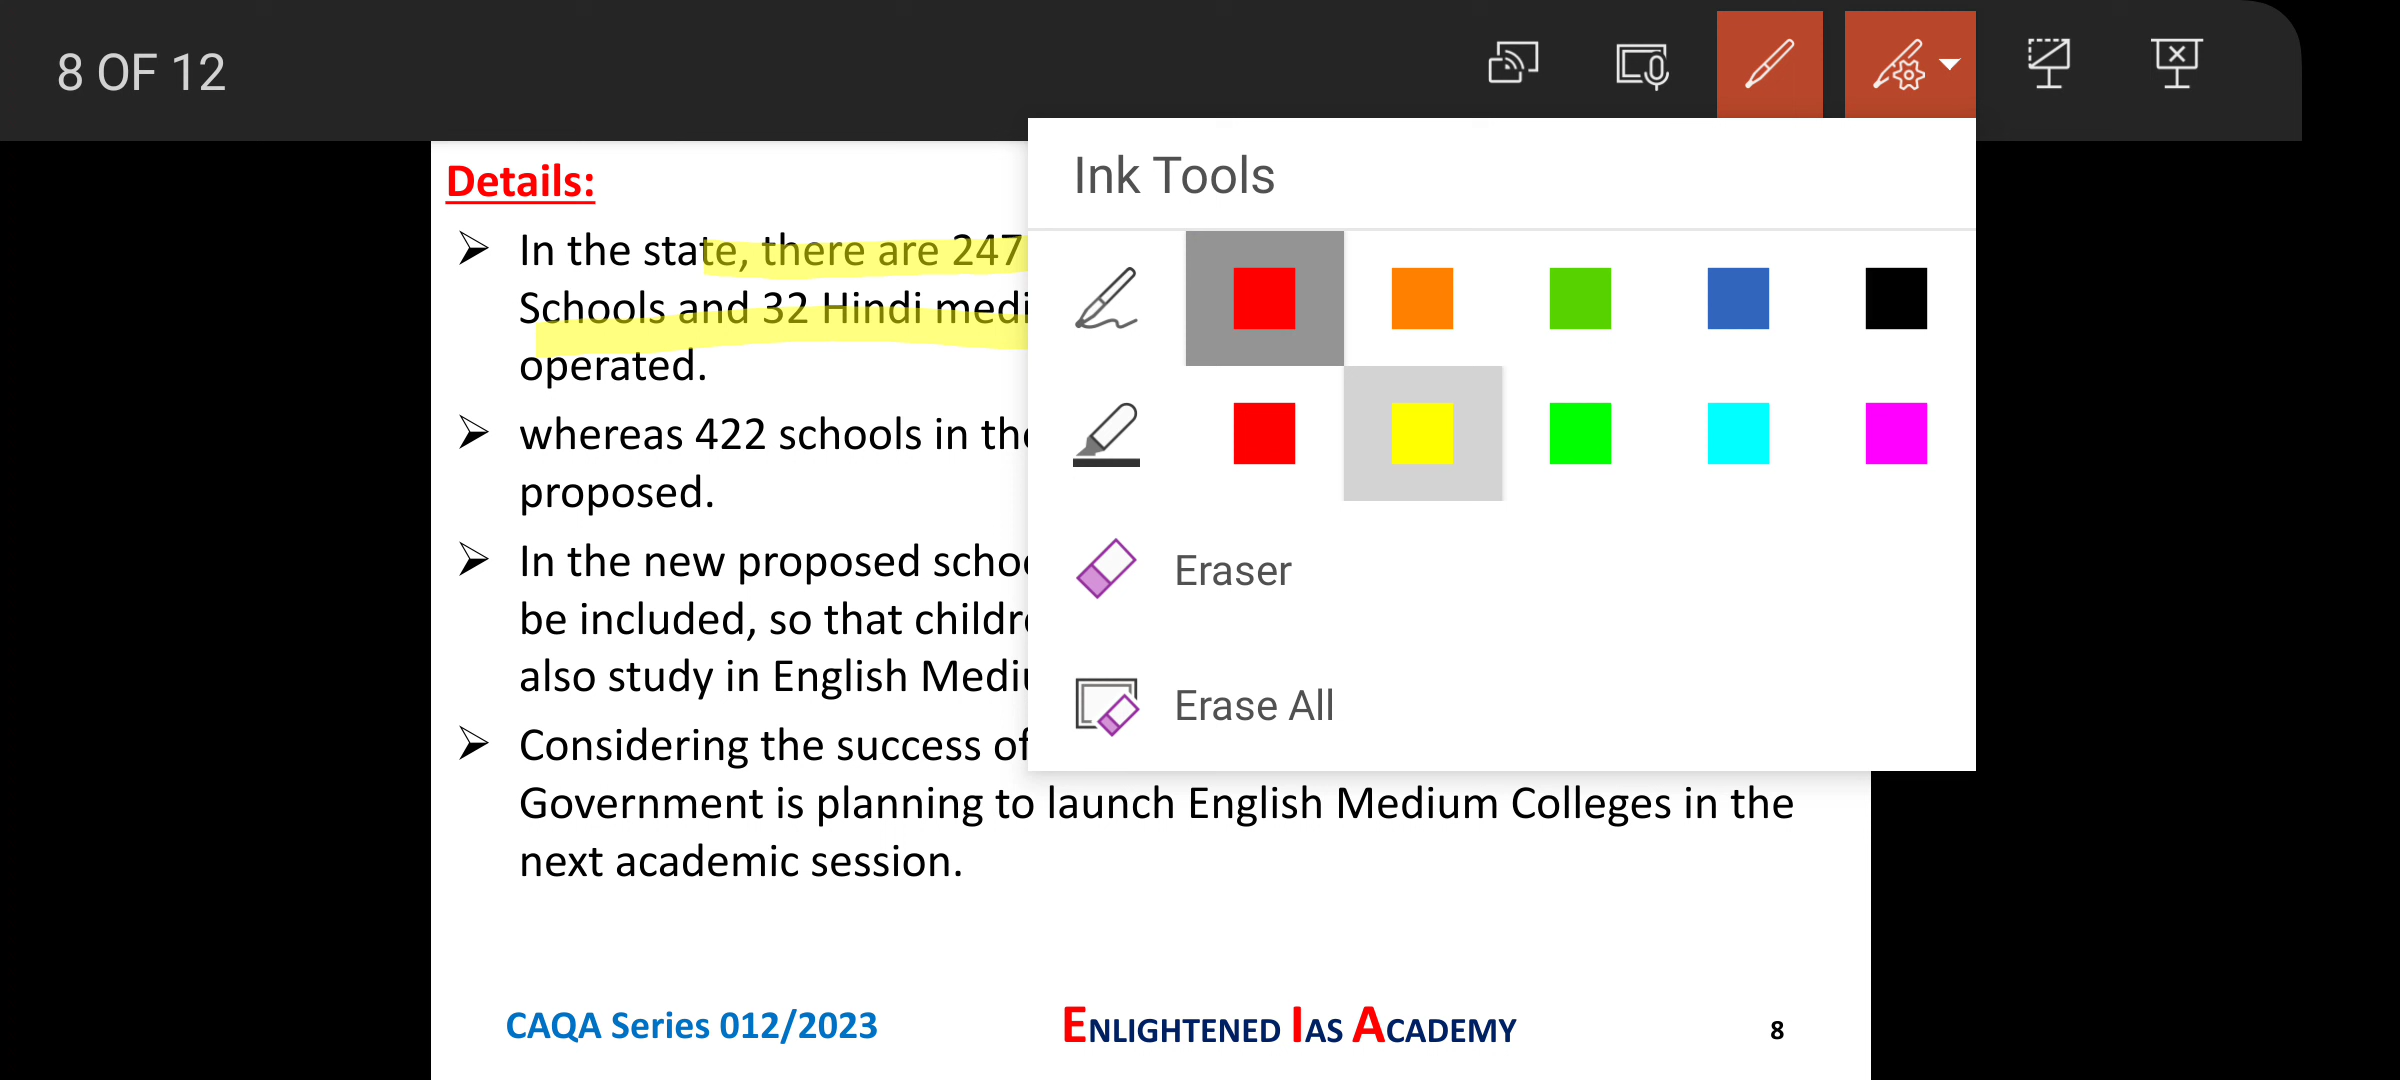 8 OF 12
Ink Tools
Eraser
Erase All
Details:
In the state, there are 247
Schools and 32 Hindi medi
operated.
whereas 422 schools in the
proposed.
In the new proposed schoo
be included, so that childre
also study in English Mediu
Considering the success of
Government is planning to launch English Medium Colleges in the
next academic session.
CAQA Series 012/2023
ENLIGHTENED IAS ACADEMY
8